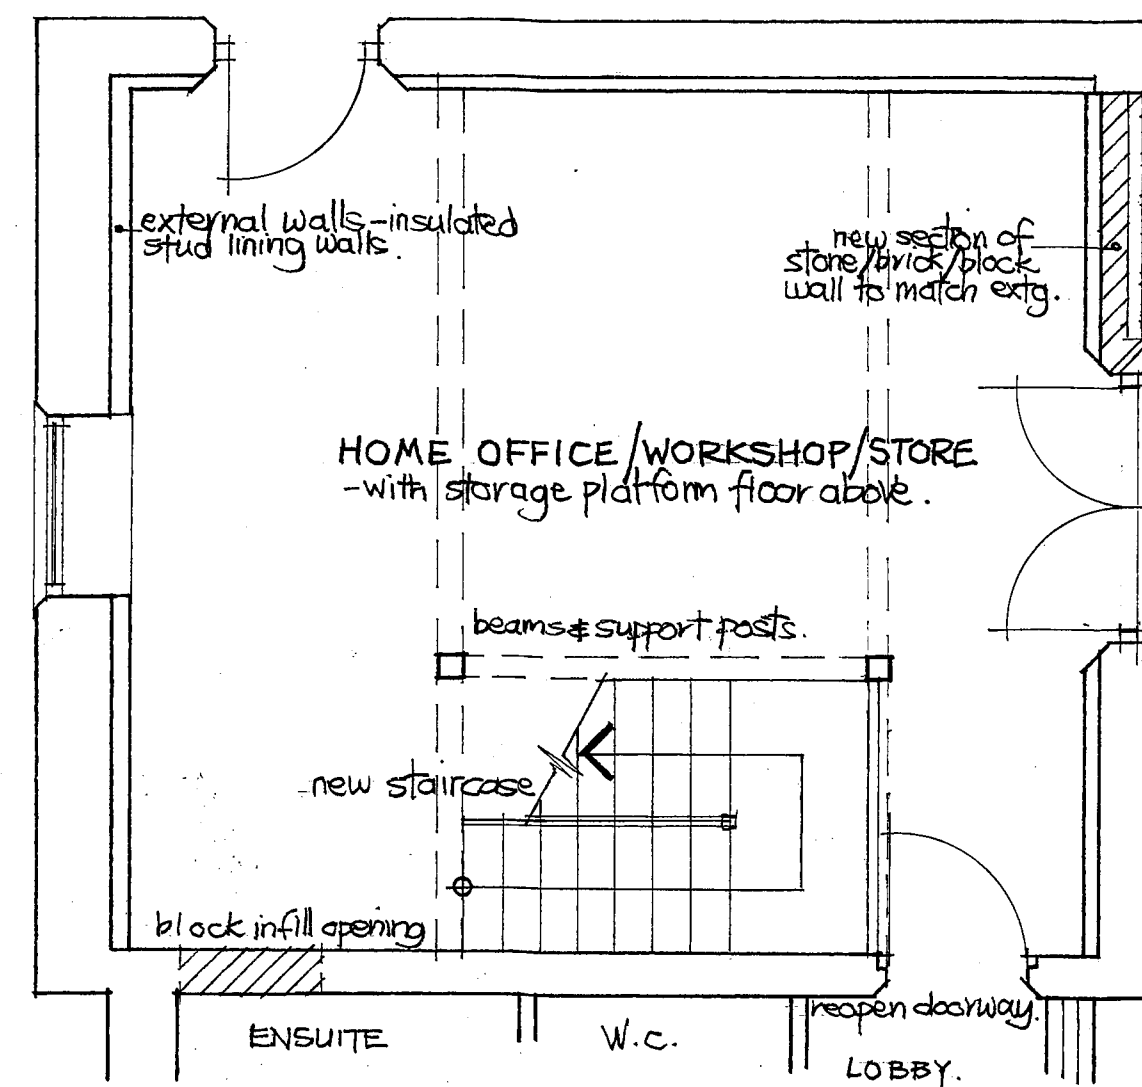 external walls-insulated
stud lining walls.
new section of
stone/brick/block
wall to match extg.
HOME OFFICE/WORKSHOP/STORE
-with storage platform floor above.
beams & support posts.
new staircase
block infill opening
reopen doorway.
ENSUITE
W.C.
LOBBY.